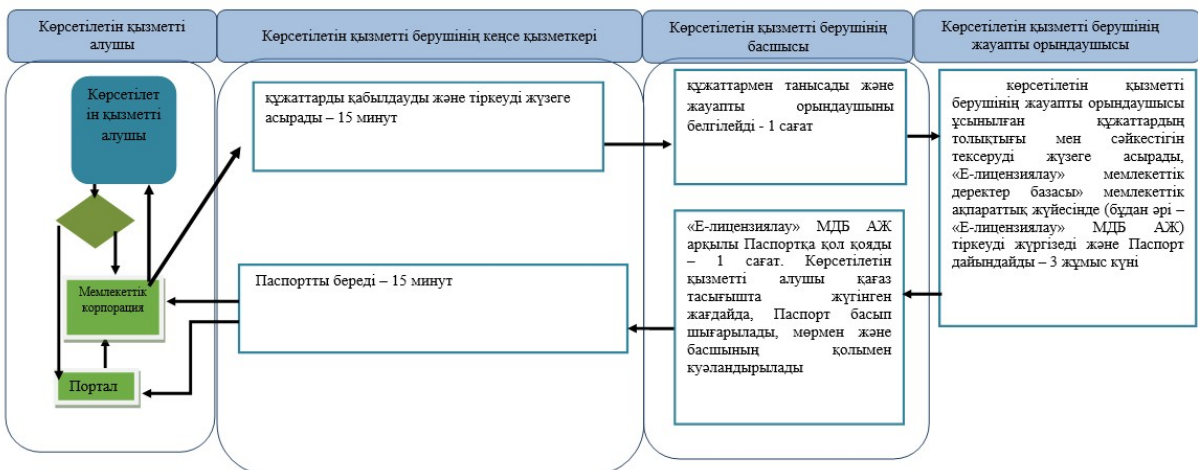 Көрсетілетін қызметті
алушы
Көрсетілетін қызметті берушінің кеңсе қызметкері
Көрсетілетін қызметті берушінің
басшысы
Көрсетілетін қызметті берушінің
жауапты орындаушысы
Көрсетілет
ін қызметті
алушы
Мемлекеттік
корпорация
Портал
құжаттарды қабылдауды және тіркеуді жүзеге
асырады – 15 минут
Паспортты береді – 15 минут
құжаттармен танысады және
жауапты орындаушыны
белгілейді - 1 сағат
«Е-лицензиялау» МДБ АЖ
арқылы Паспортқа қол қояды
– 1 сағат. Көрсетілетін
қызметті алушы қағаз
тасығышта жүгінген
жағдайда, Паспорт басып
шығарылады, мөрмен және
басшының қолымен
куәландырылады
көрсетілетін қызметті
берушінің жауапты орындаушысы
ұсынылған құжаттардың
толықтығы мен сәйкестігін
тексеруді жүзеге асырады,
«Е-лицензиялау» мемлекеттік
деректер базасы» мемлекеттік
ақпараттық жүйесінде (бұдан әрі –
«Е-лицензиялау» МДБ АЖ)
тіркеуді жүргізеді және Паспорт
дайындайды – 3 жұмыс күні